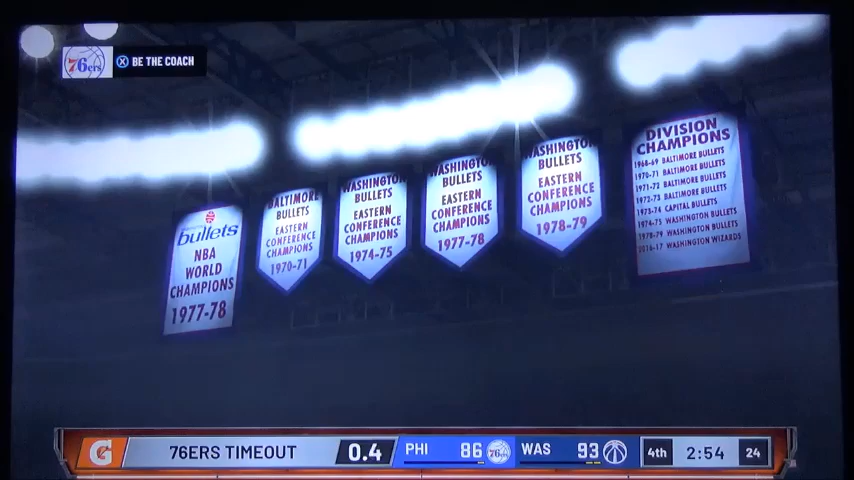 76ers
BE THE COACH
bullets
NBA
WORLD
CHAMPIONS
1977-78
BALTIMORE
BULLETS
EASTERN
CONFERENCE
CHAMPIONS
1970-71
WASHINGTON
BULLETS
EASTERN
CONFERENCE
CHAMPIONS
1974-75
WASHINGTON
BULLETS
EASTERN
CONFERENCE
CHAMPIONS
1977-78
WASHINGTON
BULLETS
EASTERN
CONFERENCE
CHAMPIONS
1978-79
DIVISION
CHAMPIONS
1968-69 BALTIMORE BULLETS
1970-71 BALTIMORE BULLETS
1971-72 BALTIMORE BULLETS
1972-73 BALTIMORE BULLETS
1973-74 CAPITAL BULLETS
1974-75 WASHINGTON BULLETS
1978-79 WASHINGTON BULLETS
2016-17 WASHINGTON WIZARDS
G 76ERS TIMEOUT 0.4 PHI 86 76ers WAS 93 4th 2:54 24